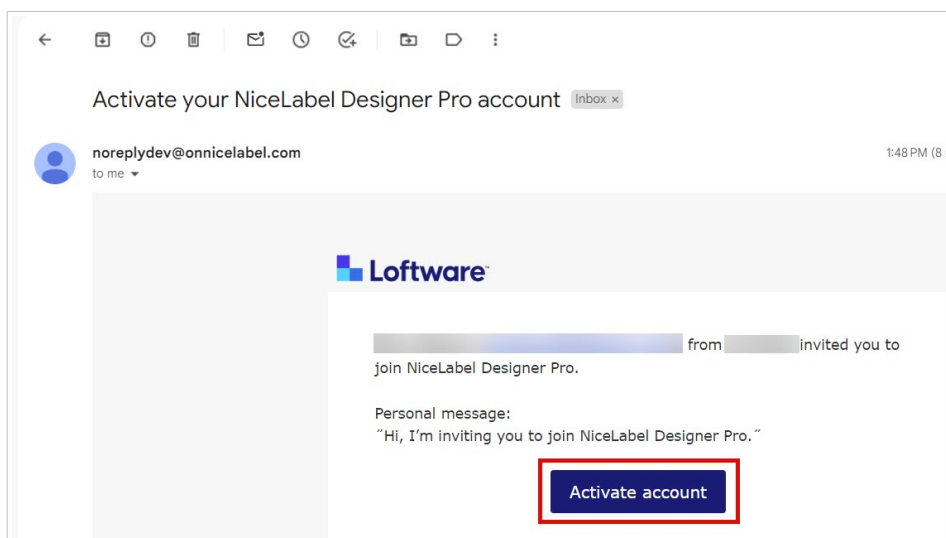 Activate your NiceLabel Designer Pro account Inbox ×
noreplydev@onnicelabel.com 1:48 PM (8
to me
Loftware™
from invited you to
join NiceLabel Designer Pro.
Personal message:
˝Hi, I’m inviting you to join NiceLabel Designer Pro.˝
Activate account